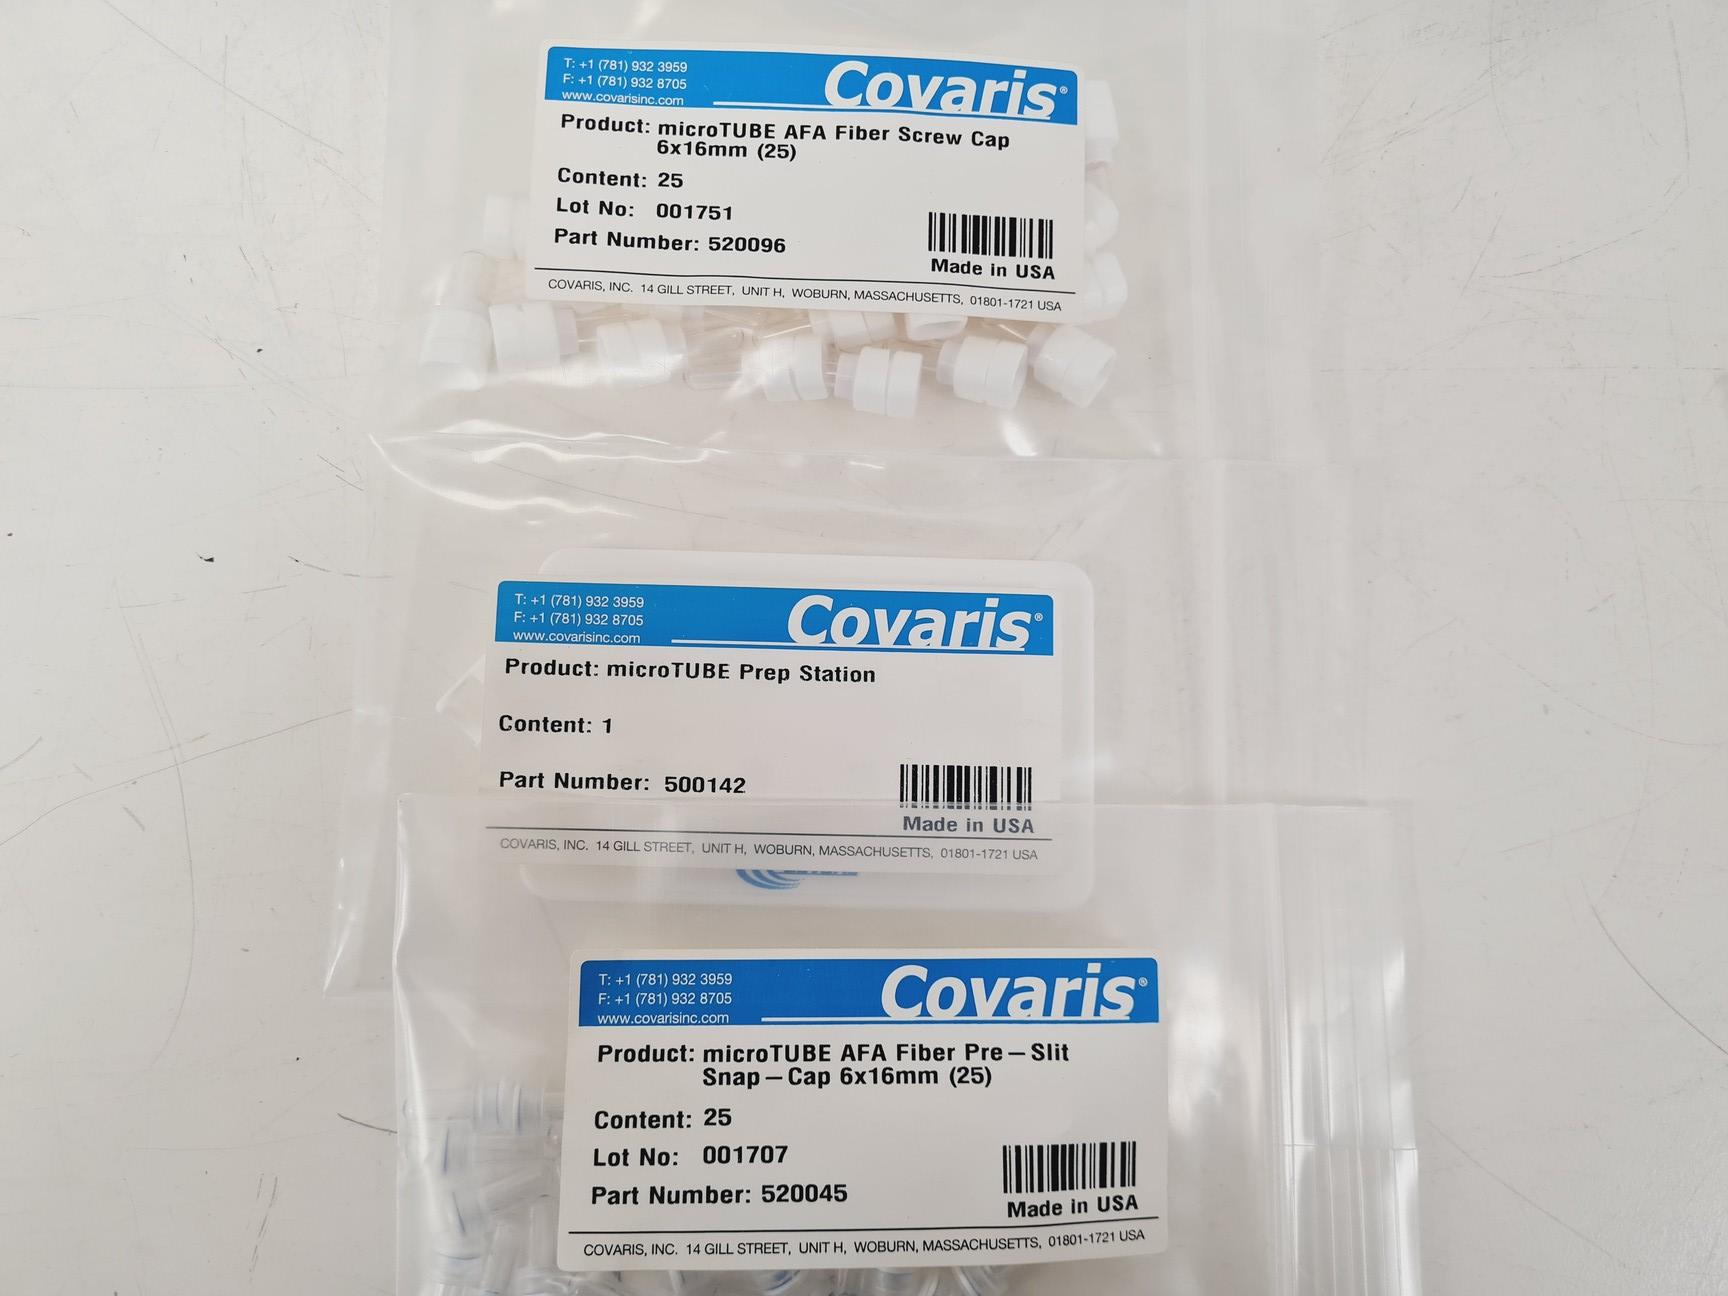 T: +1 (781) 932 3959
F: +1 (781) 932 8705
www.covarisinc.com
Covaris®
Product: microTUBE AFA Fiber Screw Cap
6x16mm (25)
Content: 25
Lot No: 001751
Part Number: 520096
Made in USA
COVARIS, INC. 14 GILL STREET, UNIT H, WOBURN, MASSACHUSETTS, 01801-1721 USA
T: +1 (781) 932 3959
F: +1 (781) 932 8705
www.covarisinc.com
Covaris®
Product: microTUBE Prep Station
Content: 1
Part Number: 500142
Made in USA
COVARIS, INC. 14 GILL STREET, UNIT H, WOBURN, MASSACHUSETTS, 01801-1721 USA
T: +1 (781) 932 3959
F: +1 (781) 932 8705
www.covarisinc.com
Covaris®
Product: microTUBE AFA Fiber Pre-Slit
Snap-Cap 6x16mm (25)
Content: 25
Lot No: 001707
Part Number: 520045
Made in USA
COVARIS, INC. 14 GILL STREET, UNIT H, WOBURN, MASSACHUSETTS, 01801-1721 USA